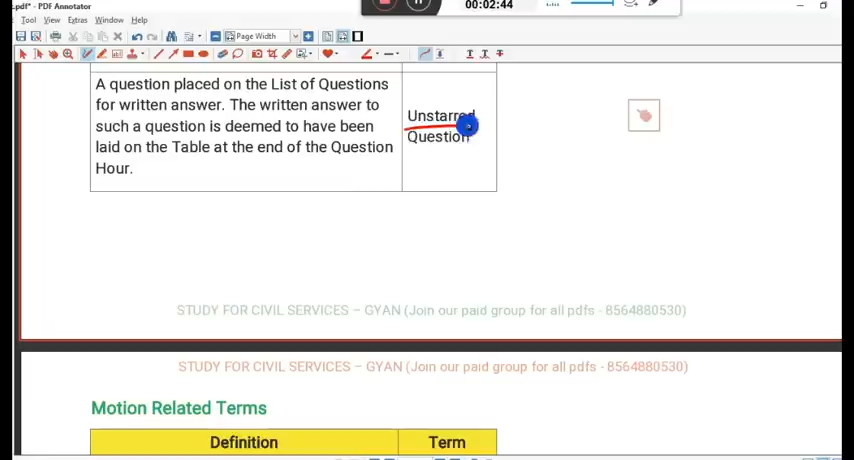 .pdf* - PDF Annotator
00:02:44
Tool View Extras Window Help
Page Width
A question placed on the List of Questions
for written answer. The written answer to
such a question is deemed to have been
laid on the Table at the end of the Question
Hour.
Unstarred
Question
STUDY FOR CIVIL SERVICES – GYAN (Join our paid group for all pdfs - 8564880530)
STUDY FOR CIVIL SERVICES – GYAN (Join our paid group for all pdfs - 8564880530)
Motion Related Terms
Definition Term